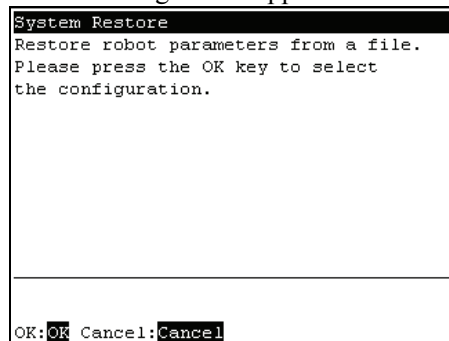 System Restore
Restore robot parameters from a file.
Please press the OK key to select
the configuration.
OK:OK Cancel:Cancel